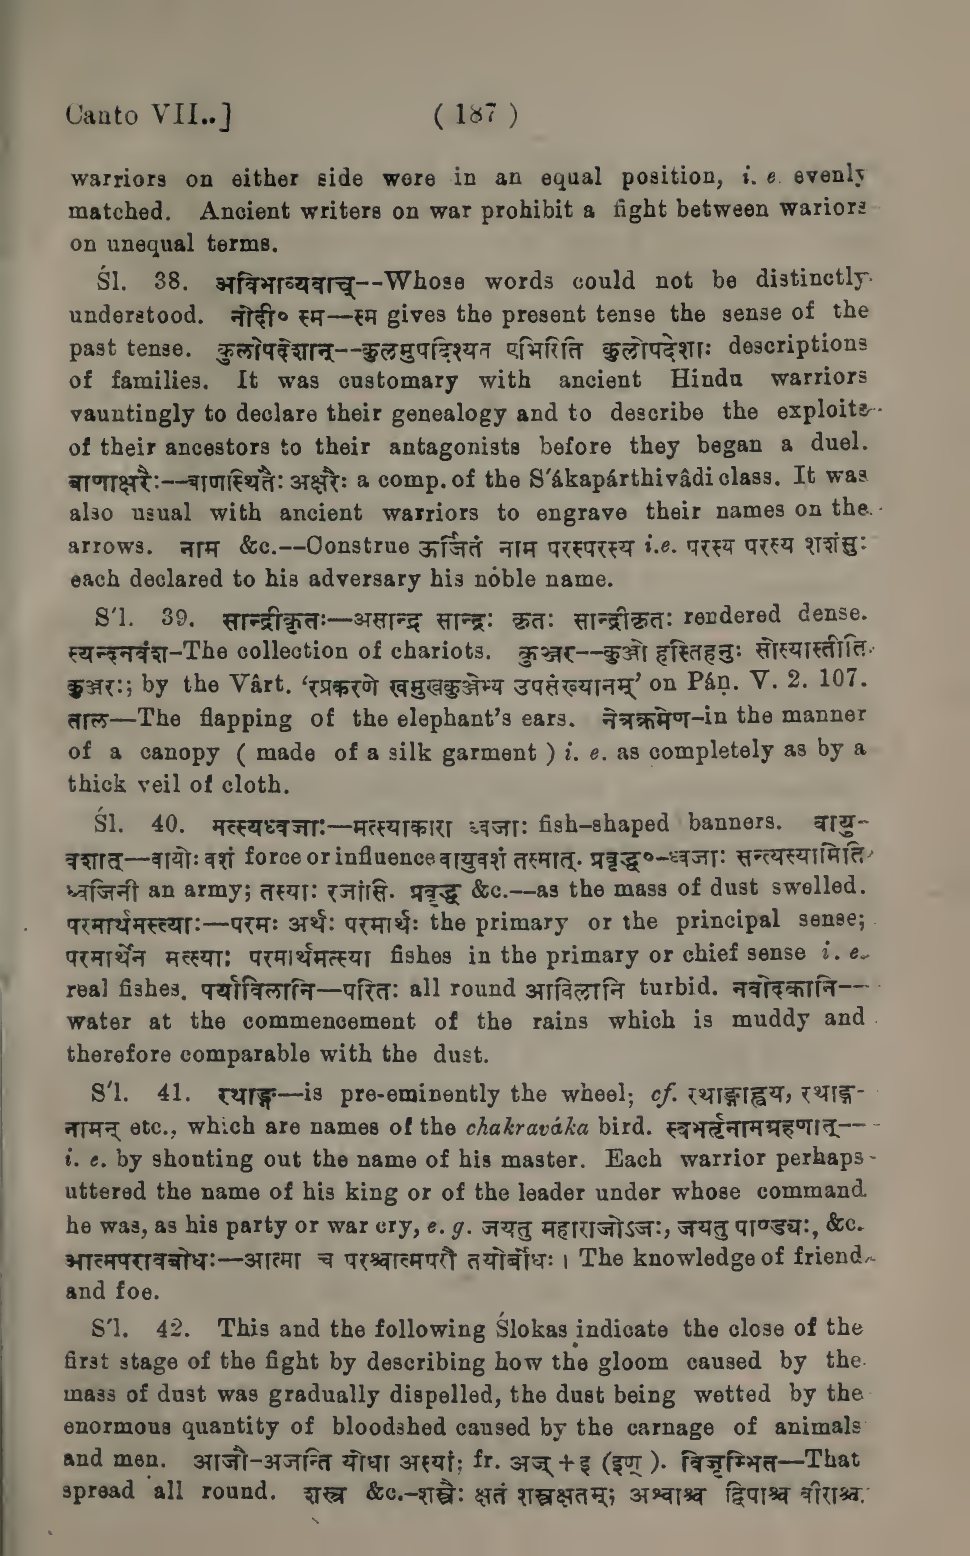 Canto VII..] ( 187 )
warriors on either side were in an equal position, i. e. evenly
matched. Ancient writers on war prohibit a fight between wariors
on unequal terms.
Śl. 38. अविभाव्यवाच्--Whose words could not be distinctly
understood. नोदी० स्म—स्म gives the present tense the sense of the
past tense. कुलोपदेशान्--कुलमुपदिश्यत एभिरिति कुलोपदेशाः descriptions
of families. It was customary with ancient Hindu warriors
vauntingly to declare their genealogy and to describe the exploits
of their ancestors to their antagonists before they began a duel.
बाणाक्षरैः--बाणस्थितैः अक्षरैः a comp. of the S'ákapárthivâdi class. It was
also usual with ancient warriors to engrave their names on the
arrows. नाम &c.--Construe ऊर्जितं नाम परस्परस्य i.e. परस्य परस्य शशंसुः
each declared to his adversary his noble name.
S'l. 39. सान्द्रीकृतः—असान्द्र सान्द्रः कतः सान्द्रीकतः rendered dense.
स्यन्दनवंश-The collection of chariots. कुञ्जर--कुञ्जो हस्तिहनुः सोस्यास्तीति
कुञ्जरः; by the Vârt. ‘रप्रकरणे खमुखकुञ्जेभ्य उपसंख्यानम्’ on Páṇ. V. 2. 107.
ताल—The flapping of the elephant's ears. नेत्रक्रमेण-in the manner
of a canopy ( made of a silk garment ) i. e. as completely as by a
thick veil of cloth.
Śl. 40. मत्स्यध्वजाः—मत्स्याकारा ध्वजाः fish-shaped banners. वायु-
वशात्—वायोः वशं force or influence वायुवशं तस्मात्. प्रवृद्ध०-ध्वजाः सन्त्यस्यामिति
ध्वजिनी an army; तस्याः रजांसि. प्रवृद्ध &c.--as the mass of dust swelled.
परमार्थमत्स्याः—परमः अर्थः परमार्थः the primary or the principal sense;
परमार्थेन मत्स्याः परमार्थमत्स्या fishes in the primary or chief sense i. e.
real fishes. पर्याविलानि—परितः all round आविलानि turbid. नवोदकानि--
water at the commencement of the rains which is muddy and
therefore comparable with the dust.
S'l. 41. रथाङ्ग—is pre-eminently the wheel; cf. रथाङ्गाह्वय, रथाङ्ग-
नामन् etc., which are names of the chakraváka bird. स्वभर्तृनामग्रहणात्--
i. e. by shouting out the name of his master. Each warrior perhaps
uttered the name of his king or of the leader under whose command
he was, as his party or war cry, e. g. जयतु महाराजोऽजः, जयतु पाण्ड्यः, &c.
आत्मपरावबोधः—आत्मा च परश्चात्मपरौ तयोर्बोधः। The knowledge of friend
and foe.
S'l. 42. This and the following Ślokas indicate the close of the
first stage of the fight by describing how the gloom caused by the
mass of dust was gradually dispelled, the dust being wetted by the
enormous quantity of bloodshed caused by the carnage of animals
and men. आजौ-अजन्ति योधा अस्यां; fr. अज् + इ (इण् ). विजृम्भित—That
spread all round. शस्त्र &c.-शस्त्रैः क्षतं शस्त्रक्षतम्; अश्वाश्च द्विपाश्च वीराश्च